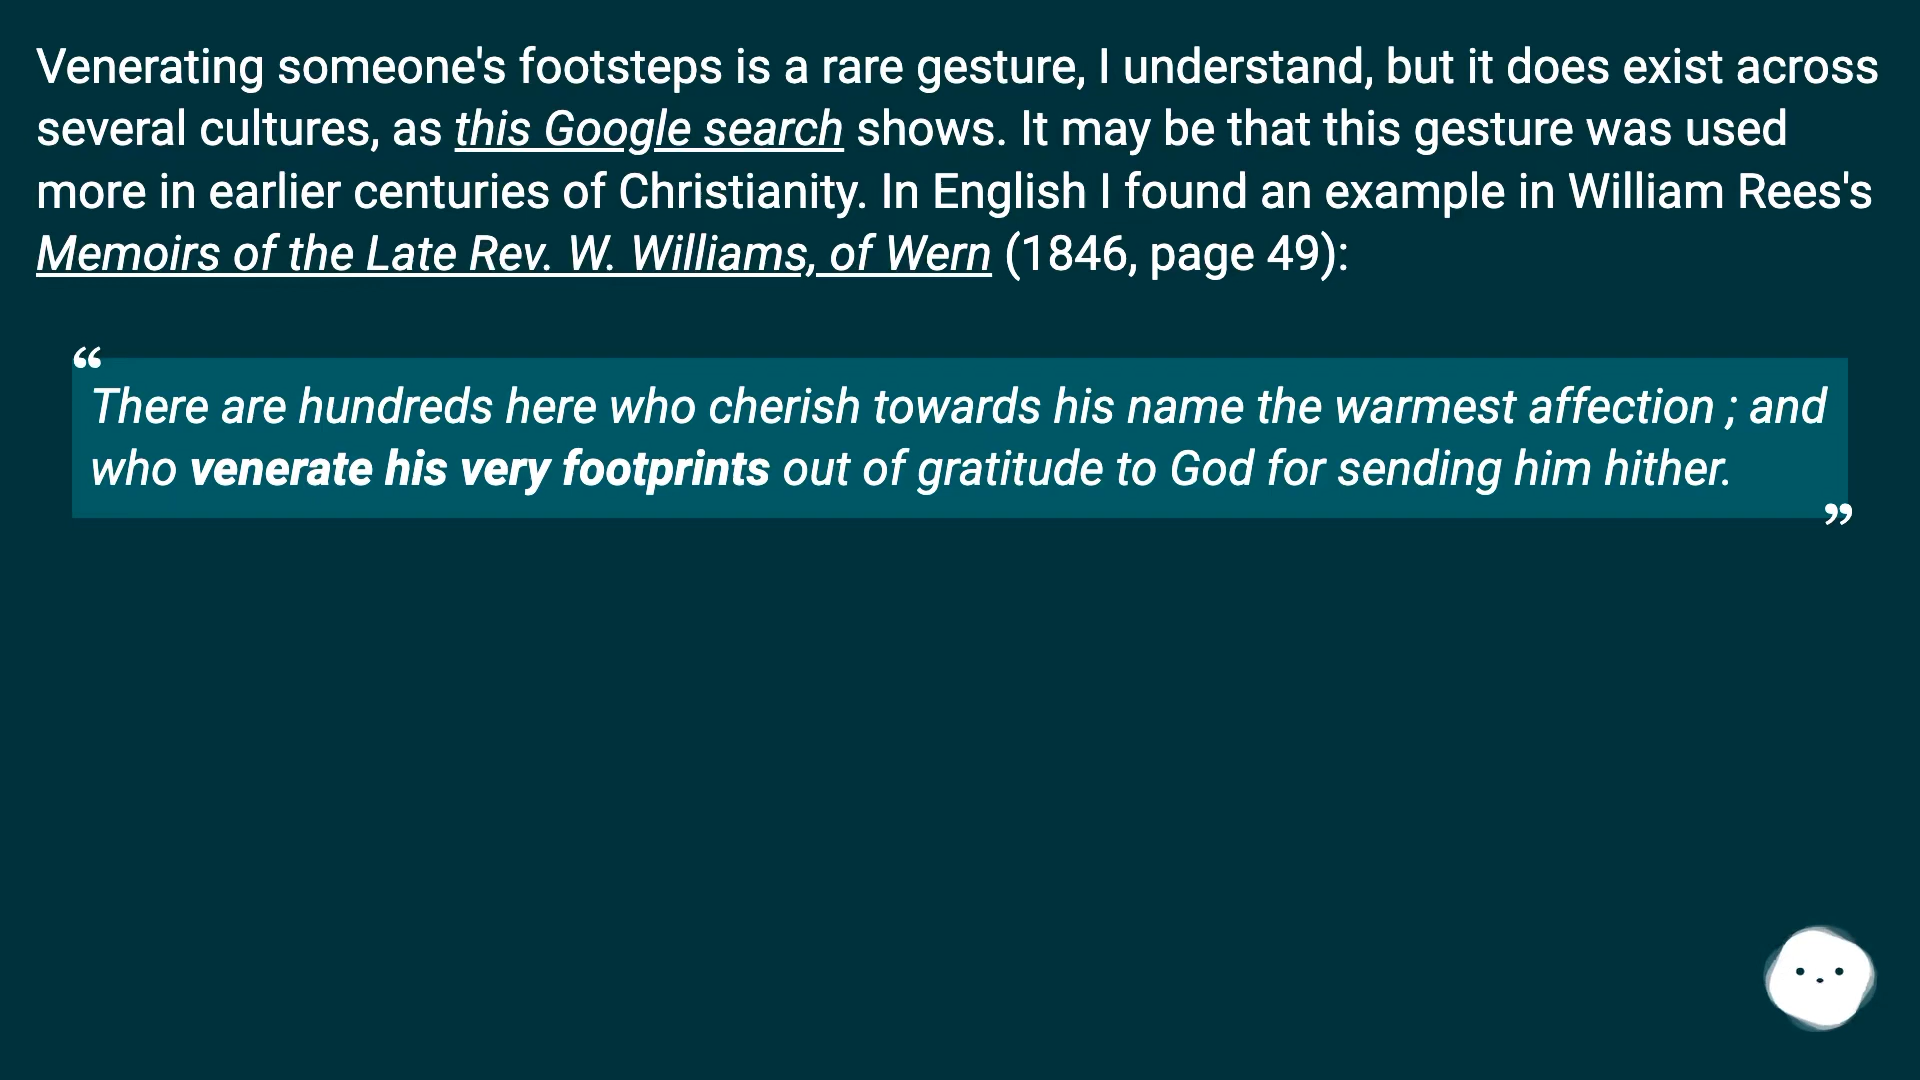 Venerating someone's footsteps is a rare gesture, I understand, but it does exist across
several cultures, as this Google search shows. It may be that this gesture was used
more in earlier centuries of Christianity. In English I found an example in William Rees's
Memoirs of the Late Rev. W. Williams, of Wern (1846, page 49):
“
There are hundreds here who cherish towards his name the warmest affection ; and
who venerate his very footprints out of gratitude to God for sending him hither.
”